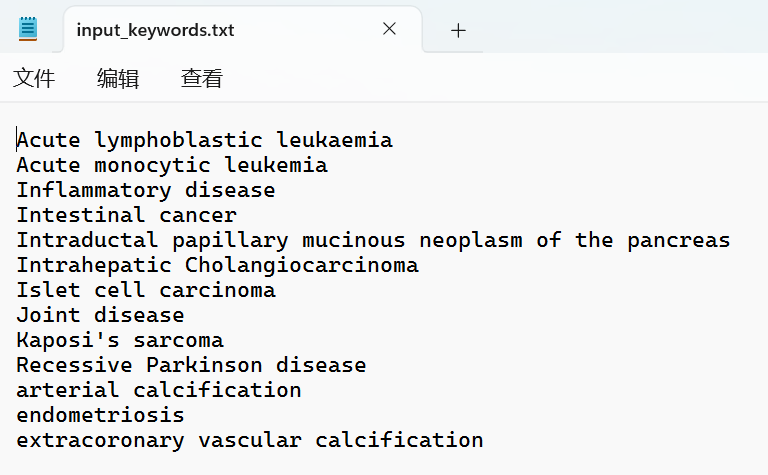 input_keywords.txt
文件 编辑 查看
Acute lymphoblastic leukaemia
Acute monocytic leukemia
Inflammatory disease
Intestinal cancer
Intraductal papillary mucinous neoplasm of the pancreas
Intrahepatic Cholangiocarcinoma
Islet cell carcinoma
Joint disease
Kaposi's sarcoma
Recessive Parkinson disease
arterial calcification
endometriosis
extracoronary vascular calcification